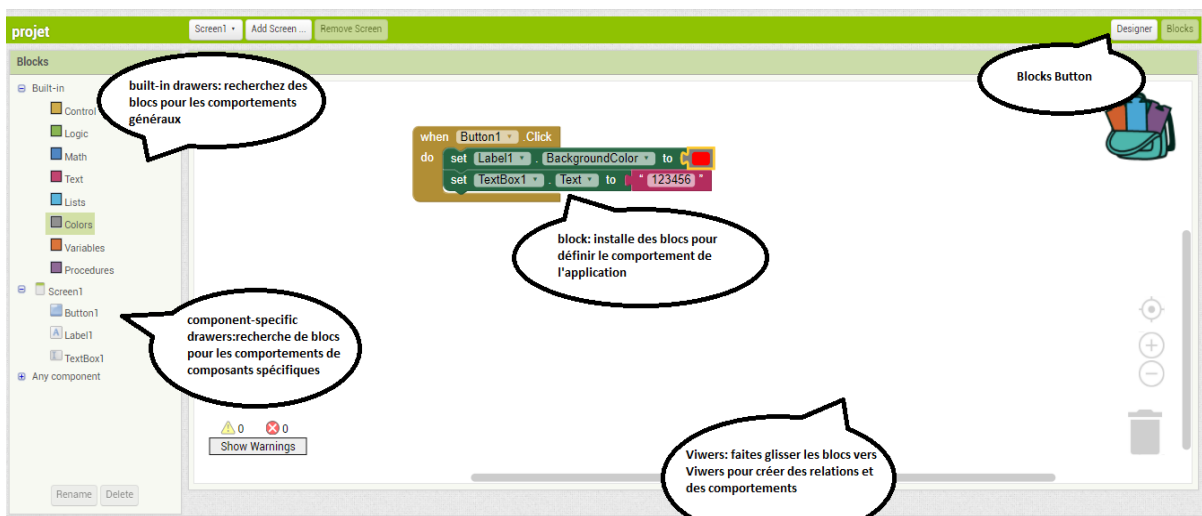 projet
Screen1
Add Screen ...
Remove Screen
Designer
Blocks
Blocks
Built-in
Control
Logic
Math
Text
Lists
Colors
Variables
Procedures
Screen1
Button1
Label1
TextBox1
Any component
Rename
Delete
built-in drawers: recherchez des
blocs pour les comportements
généraux
Blocks Button
when Button1 .Click
do set Label1 . BackgroundColor to
set TextBox1 . Text to " 123456 "
block: installe des blocs pour
définir le comportement de
l'application
component-specific
drawers:recherche de blocs
pour les comportements de
composants spécifiques
0 0
Show Warnings
Viwers: faites glisser les blocs vers
Viwers pour créer des relations et
des comportements